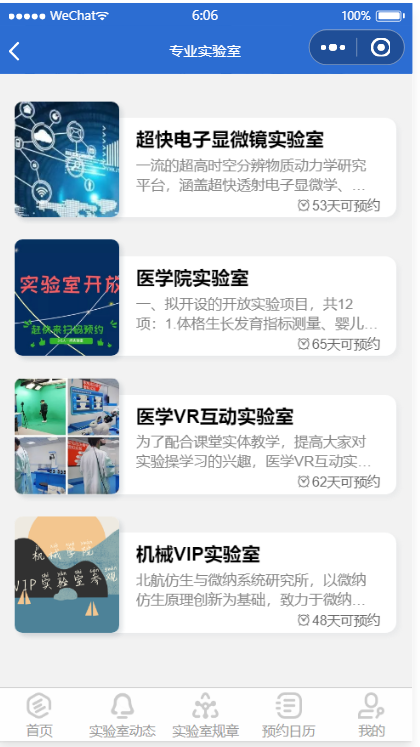 WeChat
6:06
100%
专业实验室
超快电子显微镜实验室
一流的超高时空分辨物质动力学研究
平台，涵盖超快透射电子显微学、…
53天可预约
实验室开放
赶快来扫码预约
医学院实验室
一、拟开设的开放实验项目，共12
项：1.体格生长发育指标测量、婴儿…
65天可预约
医学VR互动实验室
为了配合课堂实体教学，提高大家对
实验操学习的兴趣，医学VR互动实…
62天可预约
机械学院
VIP实验室参观
机械VIP实验室
北航仿生与微纳系统研究所，以微纳
仿生原理创新为基础，致力于微纳…
48天可预约
首页
实验室动态
实验室规章
预约日历
我的